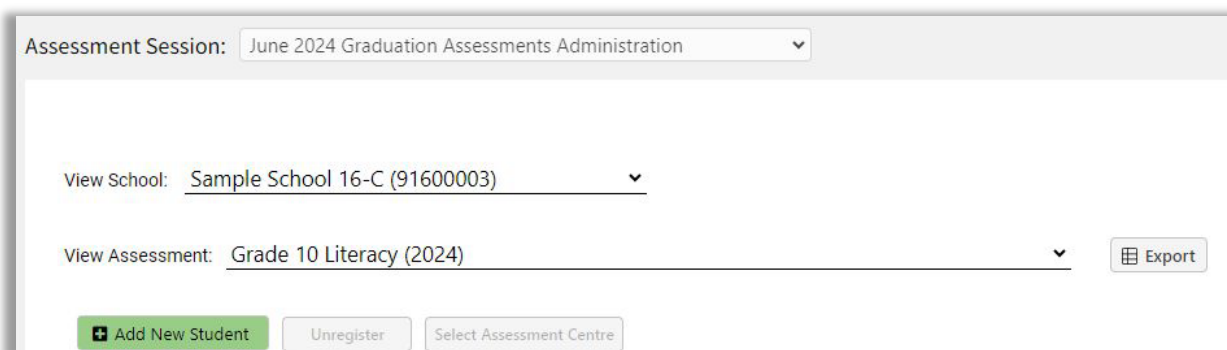 Assessment Session: June 2024 Graduation Assessments Administration
View School: Sample School 16-C (91600003)
View Assessment: Grade 10 Literacy (2024) Export
Add New Student Unregister Select Assessment Centre